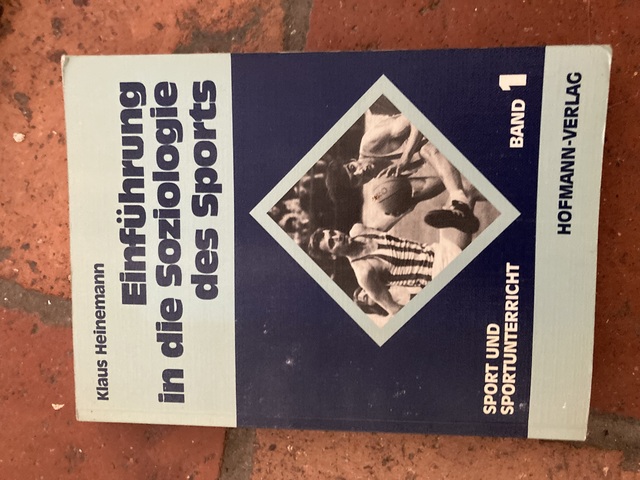 Klaus Heinemann
Einführung
in die Soziologie
des Sports
SPORT UND
SPORTUNTERRICHT
BAND 1
HOFMANN-VERLAG